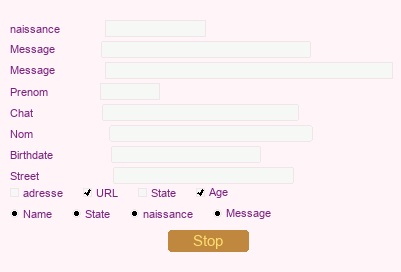 naissance
Message
Message
Prenom
Chat
Nom
Birthdate
Street
adresse URL State Age
Name State naissance Message
Stop